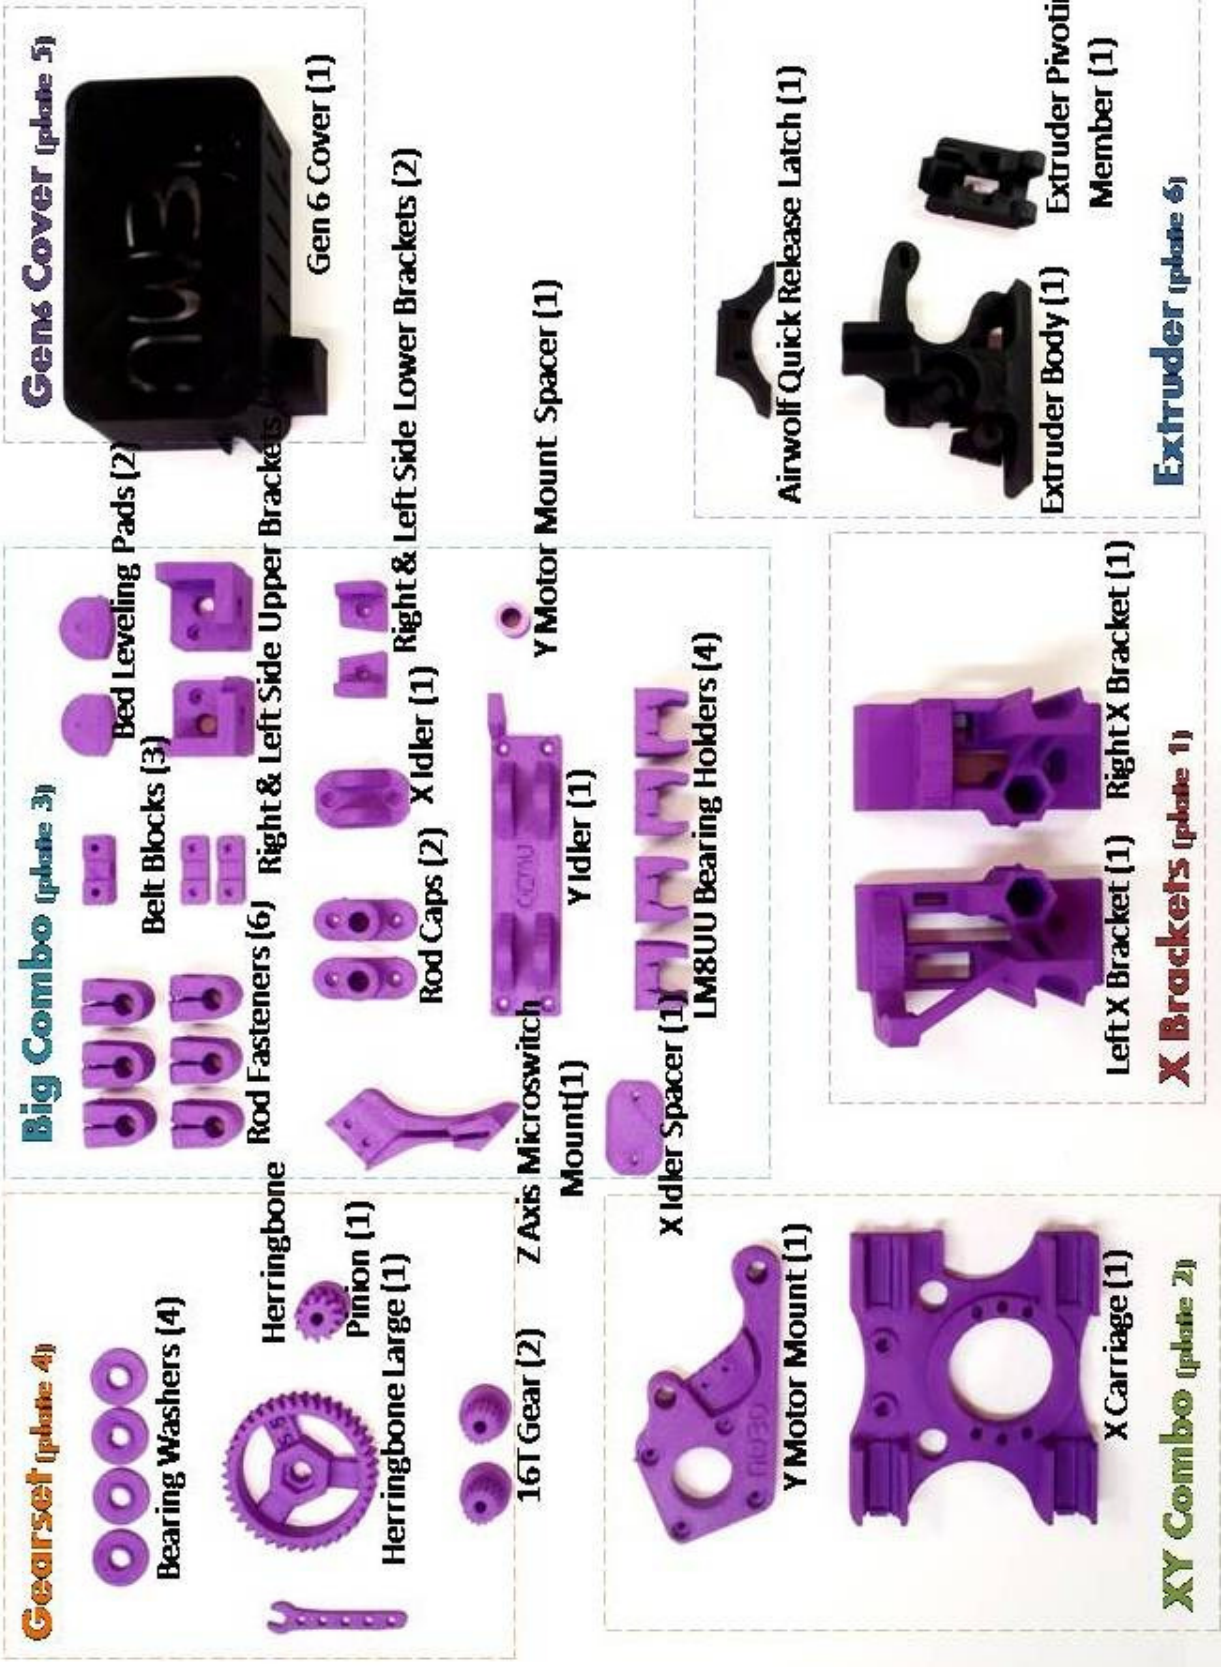 Gearset (plate 4)
Bearing Washers (4)
Herringbone
Pinion (1)
55
Herringbone Large (1)
16T Gear (2)
Big Combo (plate 3)
Bed Leveling Pads (2)
Belt Blocks (3)
Rod Fasteners (6)
Right & Left Side Upper Brackets
Right & Left Side Lower Brackets (2)
X Idler (1)
Rod Caps (2)
Y Motor Mount Spacer (1)
Y Idler (1)
Z Axis Microswitch
Mount(1)
LM8UU Bearing Holders (4)
X Idler Spacer (1)
Gen6 Cover (plate 5)
Gen 6 Cover (1)
XY Combo (plate 2)
Y Motor Mount (1)
X Carriage (1)
X Brackets (plate 1)
Left X Bracket (1)
Right X Bracket (1)
Extruder (plate 6)
Airwolf Quick Release Latch (1)
Extruder Body (1)
Extruder Pivoti
Member (1)